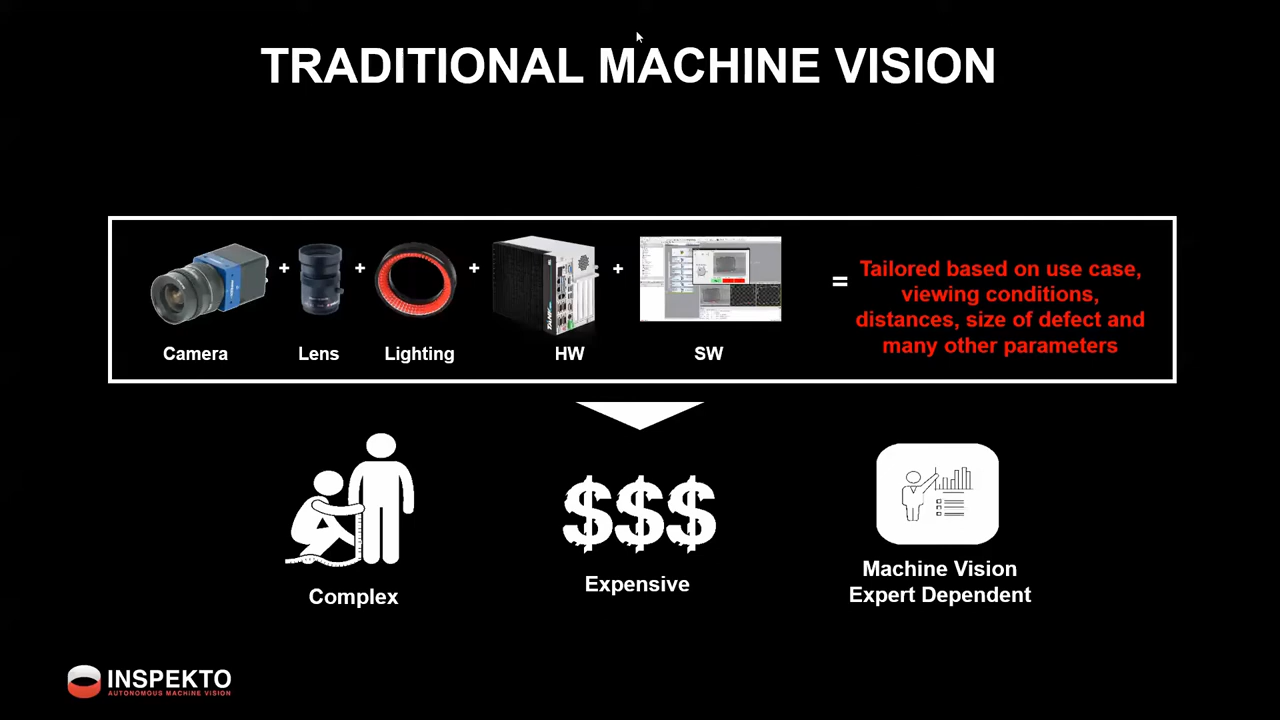 TRADITIONAL MACHINE VISION
+ + + +
Camera
Lens
Lighting
HW
SW
=
Tailored based on use case,
viewing conditions,
distances, size of defect and
many other parameters
$$$
Complex
Expensive
Machine Vision
Expert Dependent
INSPEKTO
AUTONOMOUS MACHINE VISION